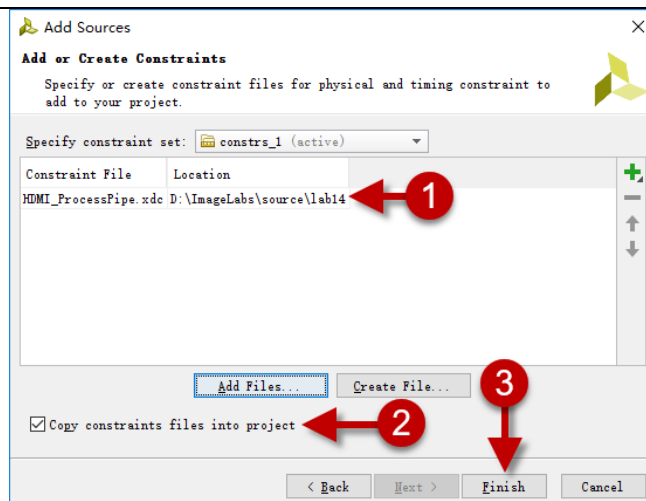 Add Sources
Add or Create Constraints
Specify or create constraint files for physical and timing constraint to
add to your project.
Specify constraint set: constrs_1 (active)
Constraint File Location
HDMI_ProcessPipe.xdc D:\ImageLabs\source\lab14
1
Add Files... Create File...
3
Copy constraints files into project
2
< Back Next > Finish Cancel